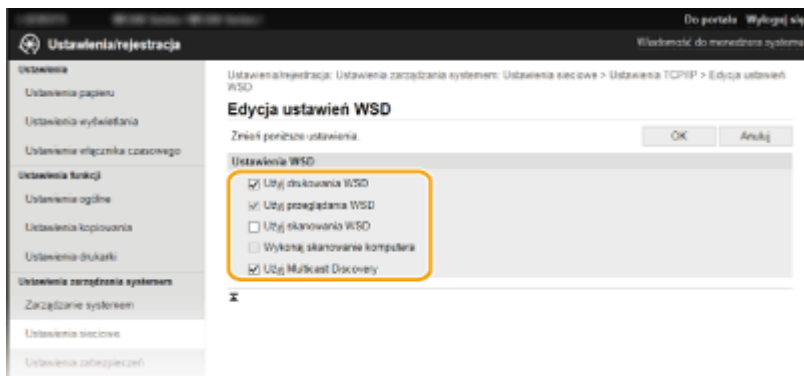 Do portalu Wyloguj się
Ustawienia/rejestracja
Wiadomość do menedżera systemu
Ustawienia
Ustawienia papieru
Ustawienia wyświetlania
Ustawienia włącznika czasowego
Ustawienia funkcji
Ustawienia ogólne
Ustawienia kopiowania
Ustawienia drukarki
Ustawienia zarządzania systemem
Zarządzanie systemem
Ustawienia sieciowe
Ustawienia zabezpieczeń
Ustawienia/rejestracja: Ustawienia zarządzania systemem: Ustawienia sieciowe > Ustawienia TCP/IP > Edycja ustawień
WSD
Edycja ustawień WSD
Zmień poniższe ustawienia.
OK
Anuluj
Ustawienia WSD
Użyj drukowania WSD
Użyj przeglądania WSD
Użyj skanowania WSD
Wykonaj skanowanie komputera
Użyj Multicast Discovery